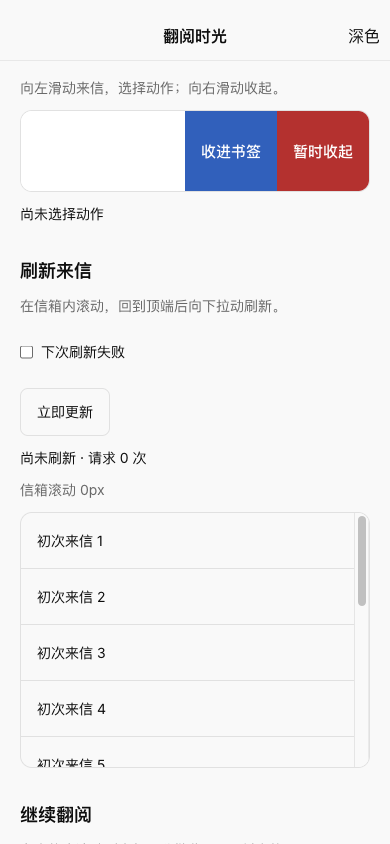 翻阅时光
深色
向左滑动来信，选择动作；向右滑动收起。
收进书签
暂时收起
尚未选择动作
刷新来信
在信箱内滚动，回到顶端后向下拉动刷新。
下次刷新失败
立即更新
尚未刷新 · 请求 0 次
信箱滚动 0px
初次来信 1
初次来信 2
初次来信 3
初次来信 4
初次来信 5
继续翻阅